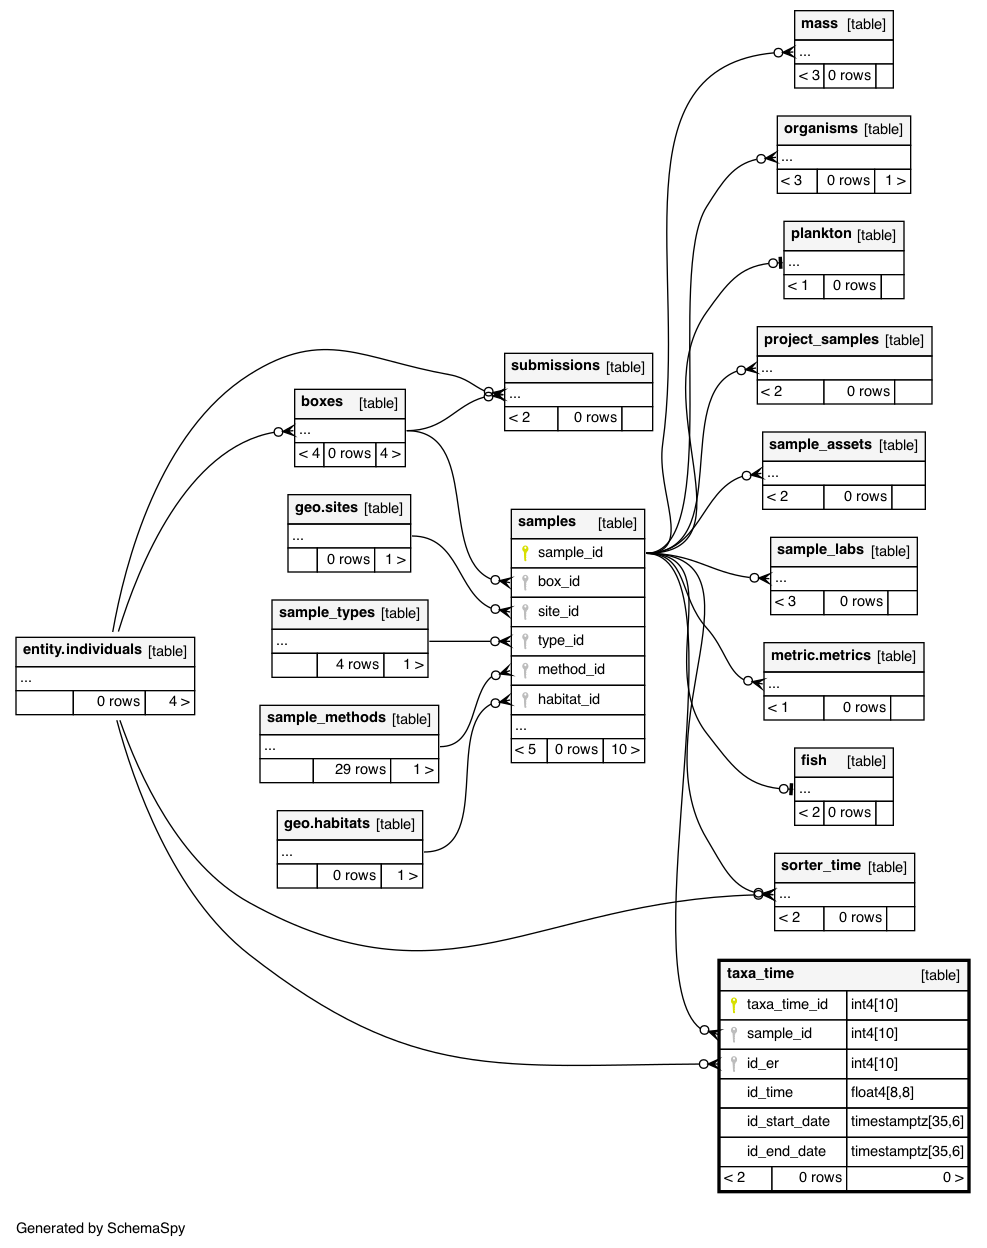 mass [table]
...
< 3 0 rows
organisms [table]
...
< 3 0 rows 1 >
plankton [table]
...
< 1 0 rows
project_samples [table]
...
< 2 0 rows
submissions [table]
...
< 2 0 rows
boxes [table]
...
< 4 0 rows 4 >
sample_assets [table]
...
< 2 0 rows
geo.sites [table]
...
0 rows 1 >
samples [table]
sample_id
box_id
site_id
type_id
method_id
habitat_id
...
< 5 0 rows 10 >
sample_labs [table]
...
< 3 0 rows
sample_types [table]
...
4 rows 1 >
entity.individuals [table]
...
0 rows 4 >
metric.metrics [table]
...
< 1 0 rows
sample_methods [table]
...
29 rows 1 >
fish [table]
...
< 2 0 rows
geo.habitats [table]
...
0 rows 1 >
sorter_time [table]
...
< 2 0 rows
taxa_time [table]
taxa_time_id int4[10]
sample_id int4[10]
id_er int4[10]
id_time float4[8,8]
id_start_date timestamptz[35,6]
id_end_date timestamptz[35,6]
< 2 0 rows 0 >
Generated by SchemaSpy